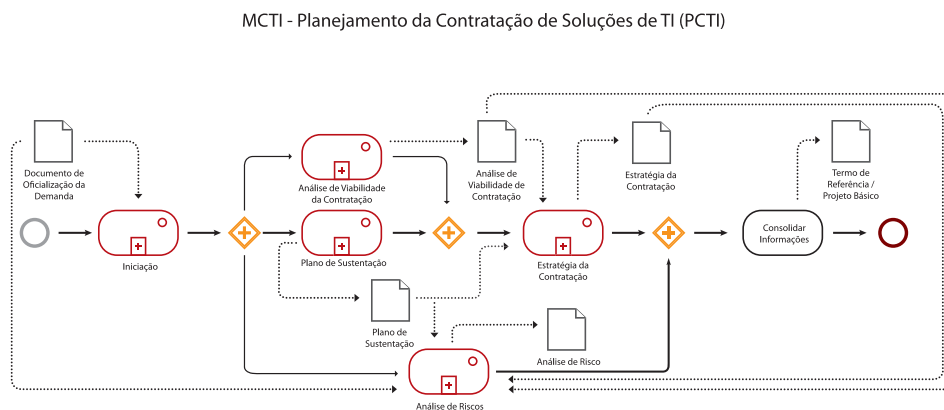 MCTI - Planejamento da Contratação de Soluções de TI (PCTI)
Documento de
Oficialização da
Demanda
Análise de Viabilidade
da Contratação
Análise de
Viabilidade de
Contratação
Estratégia da
Contratação
Termo de
Referência /
Projeto Básico
Iniciação
Plano de Sustentação
Estratégia da
Contratação
Consolidar
Informações
Plano de
Sustentação
Análise de Risco
Análise de Riscos